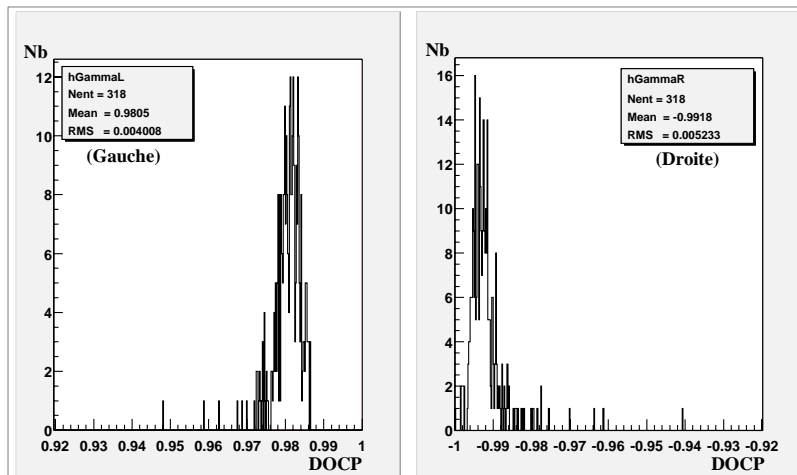 Nb
hGammaL
Nent = 318
Mean = 0.9805
RMS = 0.004008
(Gauche)
12
10
8
6
4
2
0
0.92 0.93 0.94 0.95 0.96 0.97 0.98 0.99 1
DOCP
Nb
hGammaR
Nent = 318
Mean = -0.9918
RMS = 0.005233
(Droite)
16
14
12
10
8
6
4
2
0
-1 -0.99 -0.98 -0.97 -0.96 -0.95 -0.94 -0.93 -0.92
DOCP